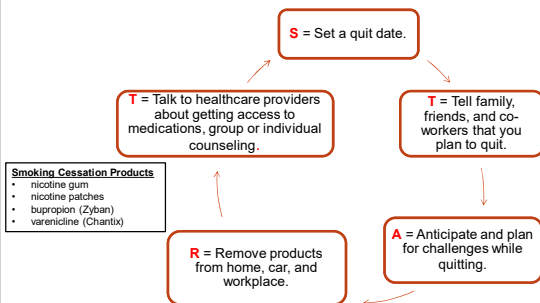 S = Set a quit date.
T = Tell family,
friends, and co-
workers that you
plan to quit.
A = Anticipate and plan
for challenges while
quitting.
R = Remove products
from home, car, and
workplace.
T = Talk to healthcare providers
about getting access to
medications, group or individual
counseling.
Smoking Cessation Products
• nicotine gum
• nicotine patches
• bupropion (Zyban)
• varenicline (Chantix)